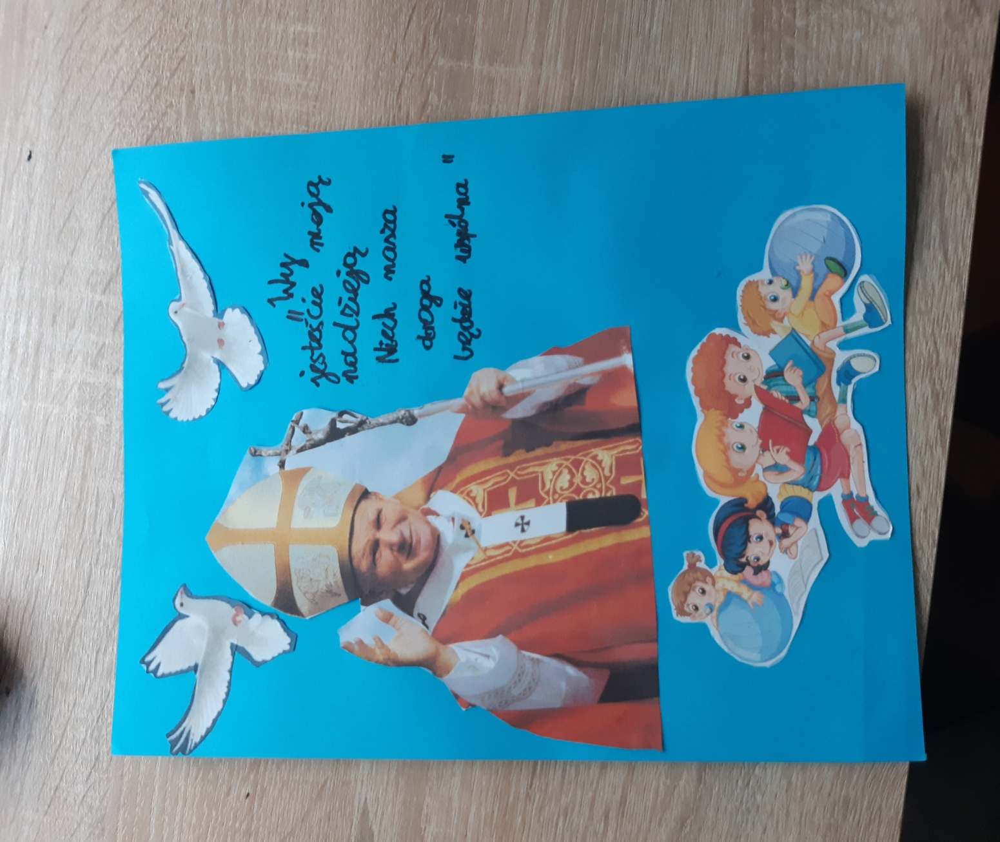 "Wy
jesteście moją
nadzieją
Niech nasza
droga
będzie wspólna"